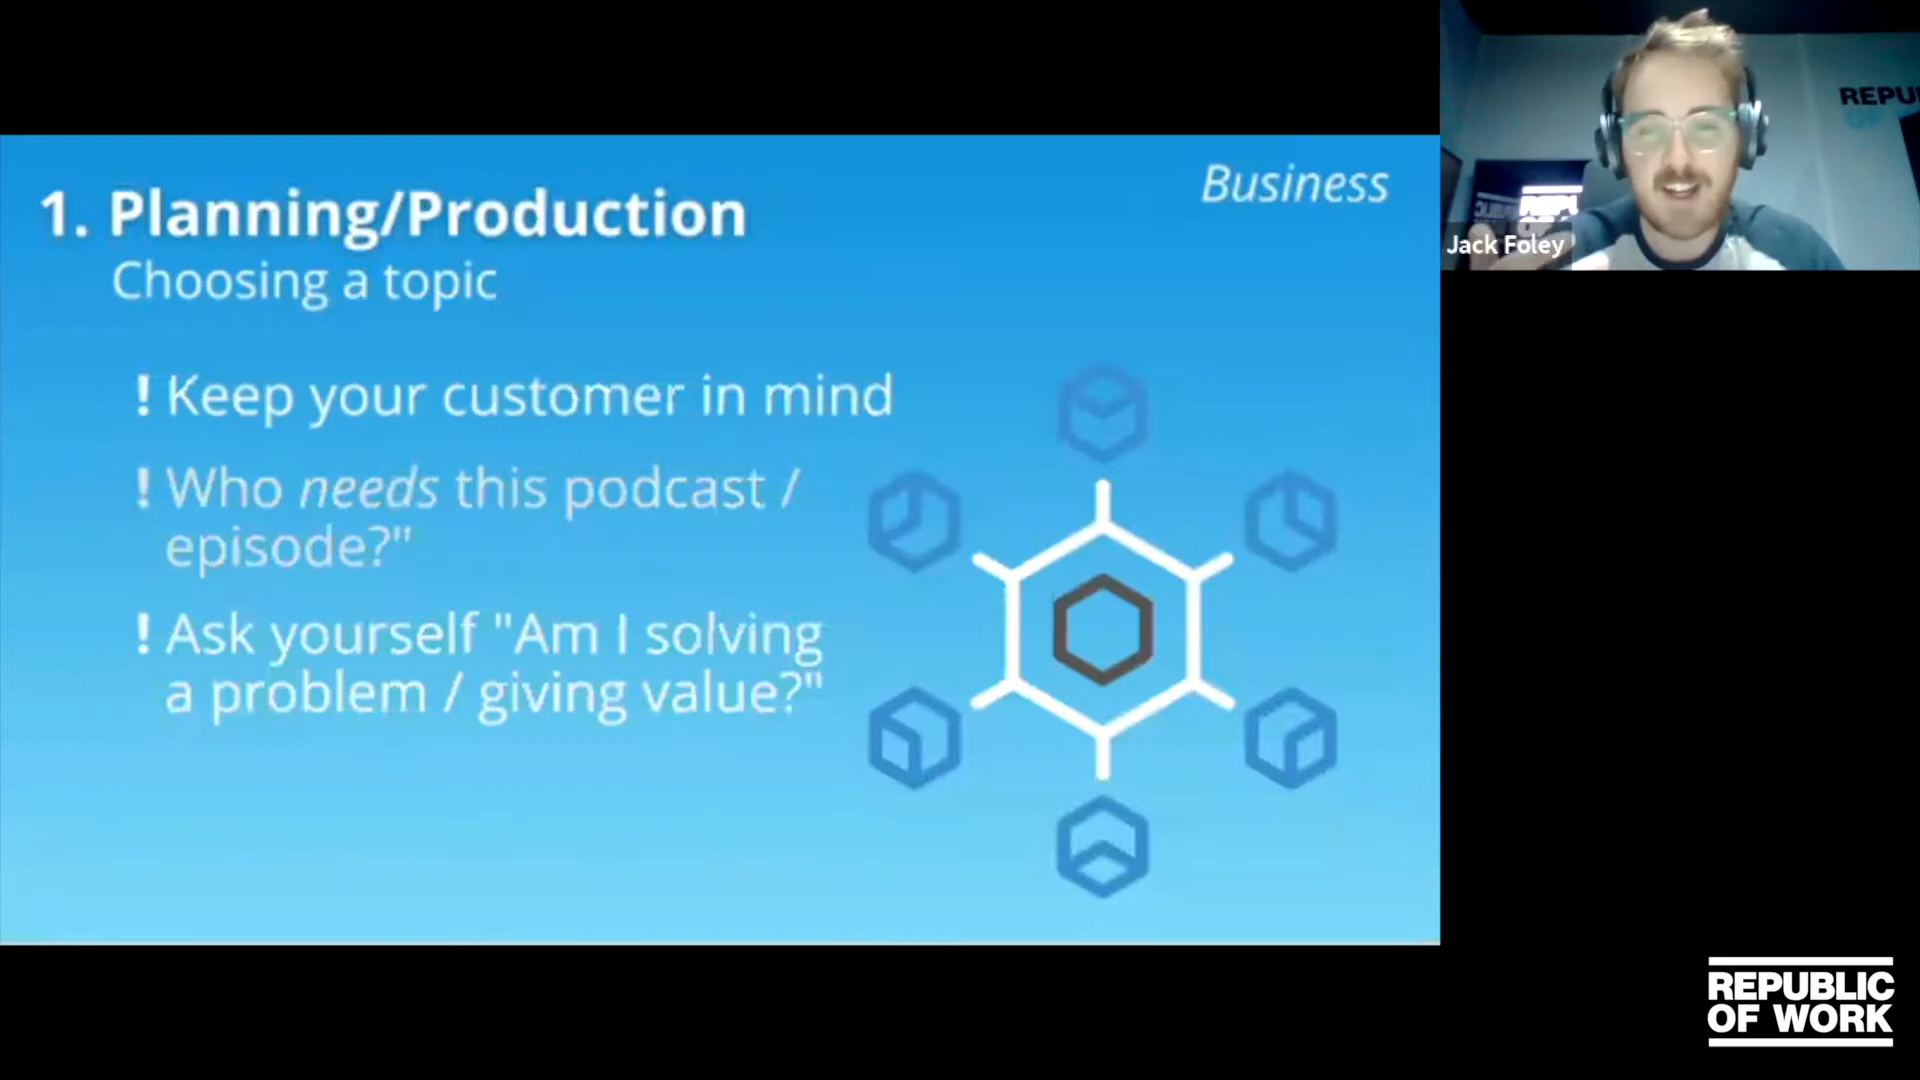 Business
1. Planning/Production
Choosing a topic
! Keep your customer in mind
! Who needs this podcast /
episode?"
! Ask yourself "Am I solving
a problem / giving value?"
Jack Foley
REPUBLIC
OF WORK